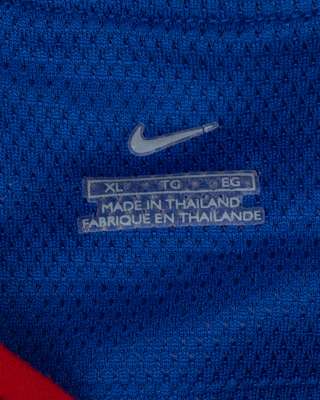 XL TG EG
MADE IN THAILAND
FABRIQUE EN THAILANDE